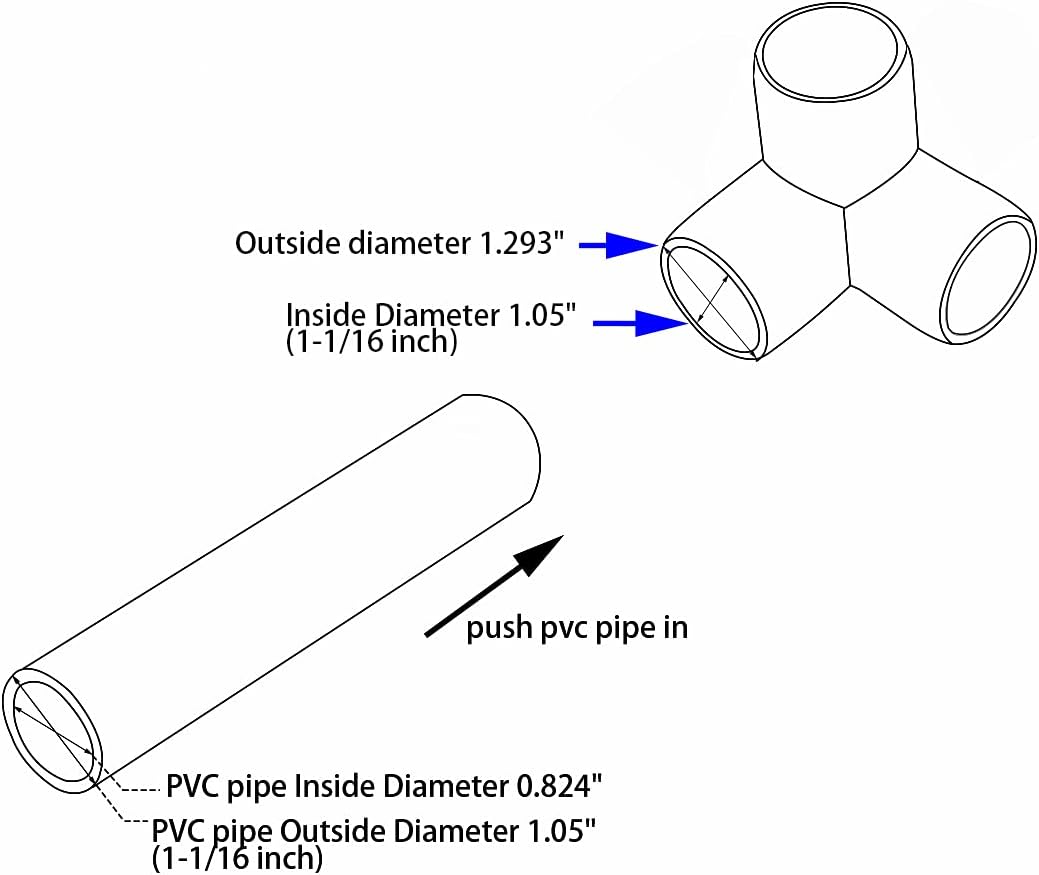 Outside diameter 1.293"
Inside Diameter 1.05"
(1-1/16 inch)
push pvc pipe in
PVC pipe Inside Diameter 0.824"
PVC pipe Outside Diameter 1.05"
(1-1/16 inch)